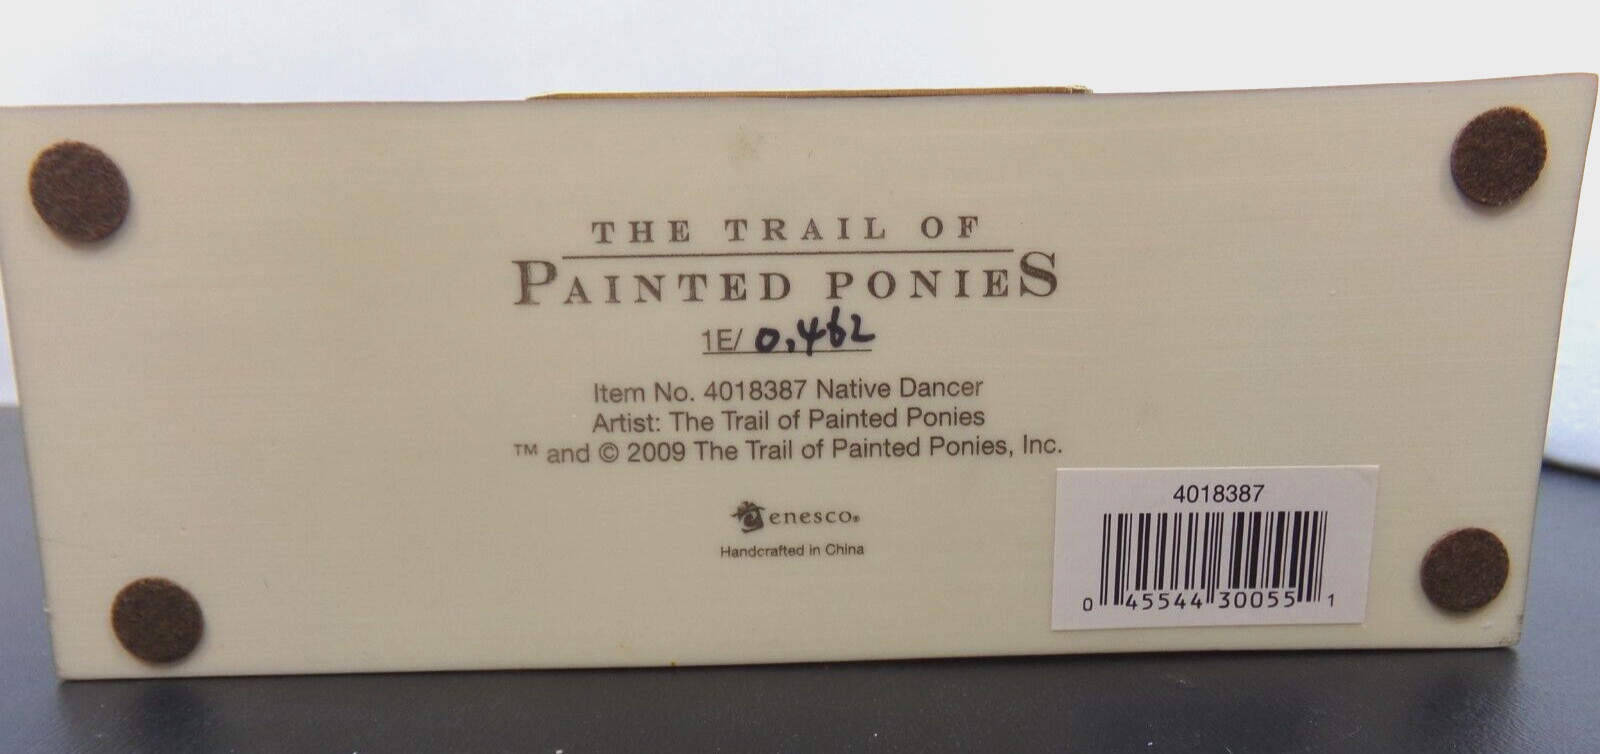 THE TRAIL OF
PAINTED PONIES
1E/ 0,462
Item No. 4018387 Native Dancer
Artist: The Trail of Painted Ponies
™ and © 2009 The Trail of Painted Ponies, Inc.
enesco®
Handcrafted in China
4018387
0 45544 30055 1